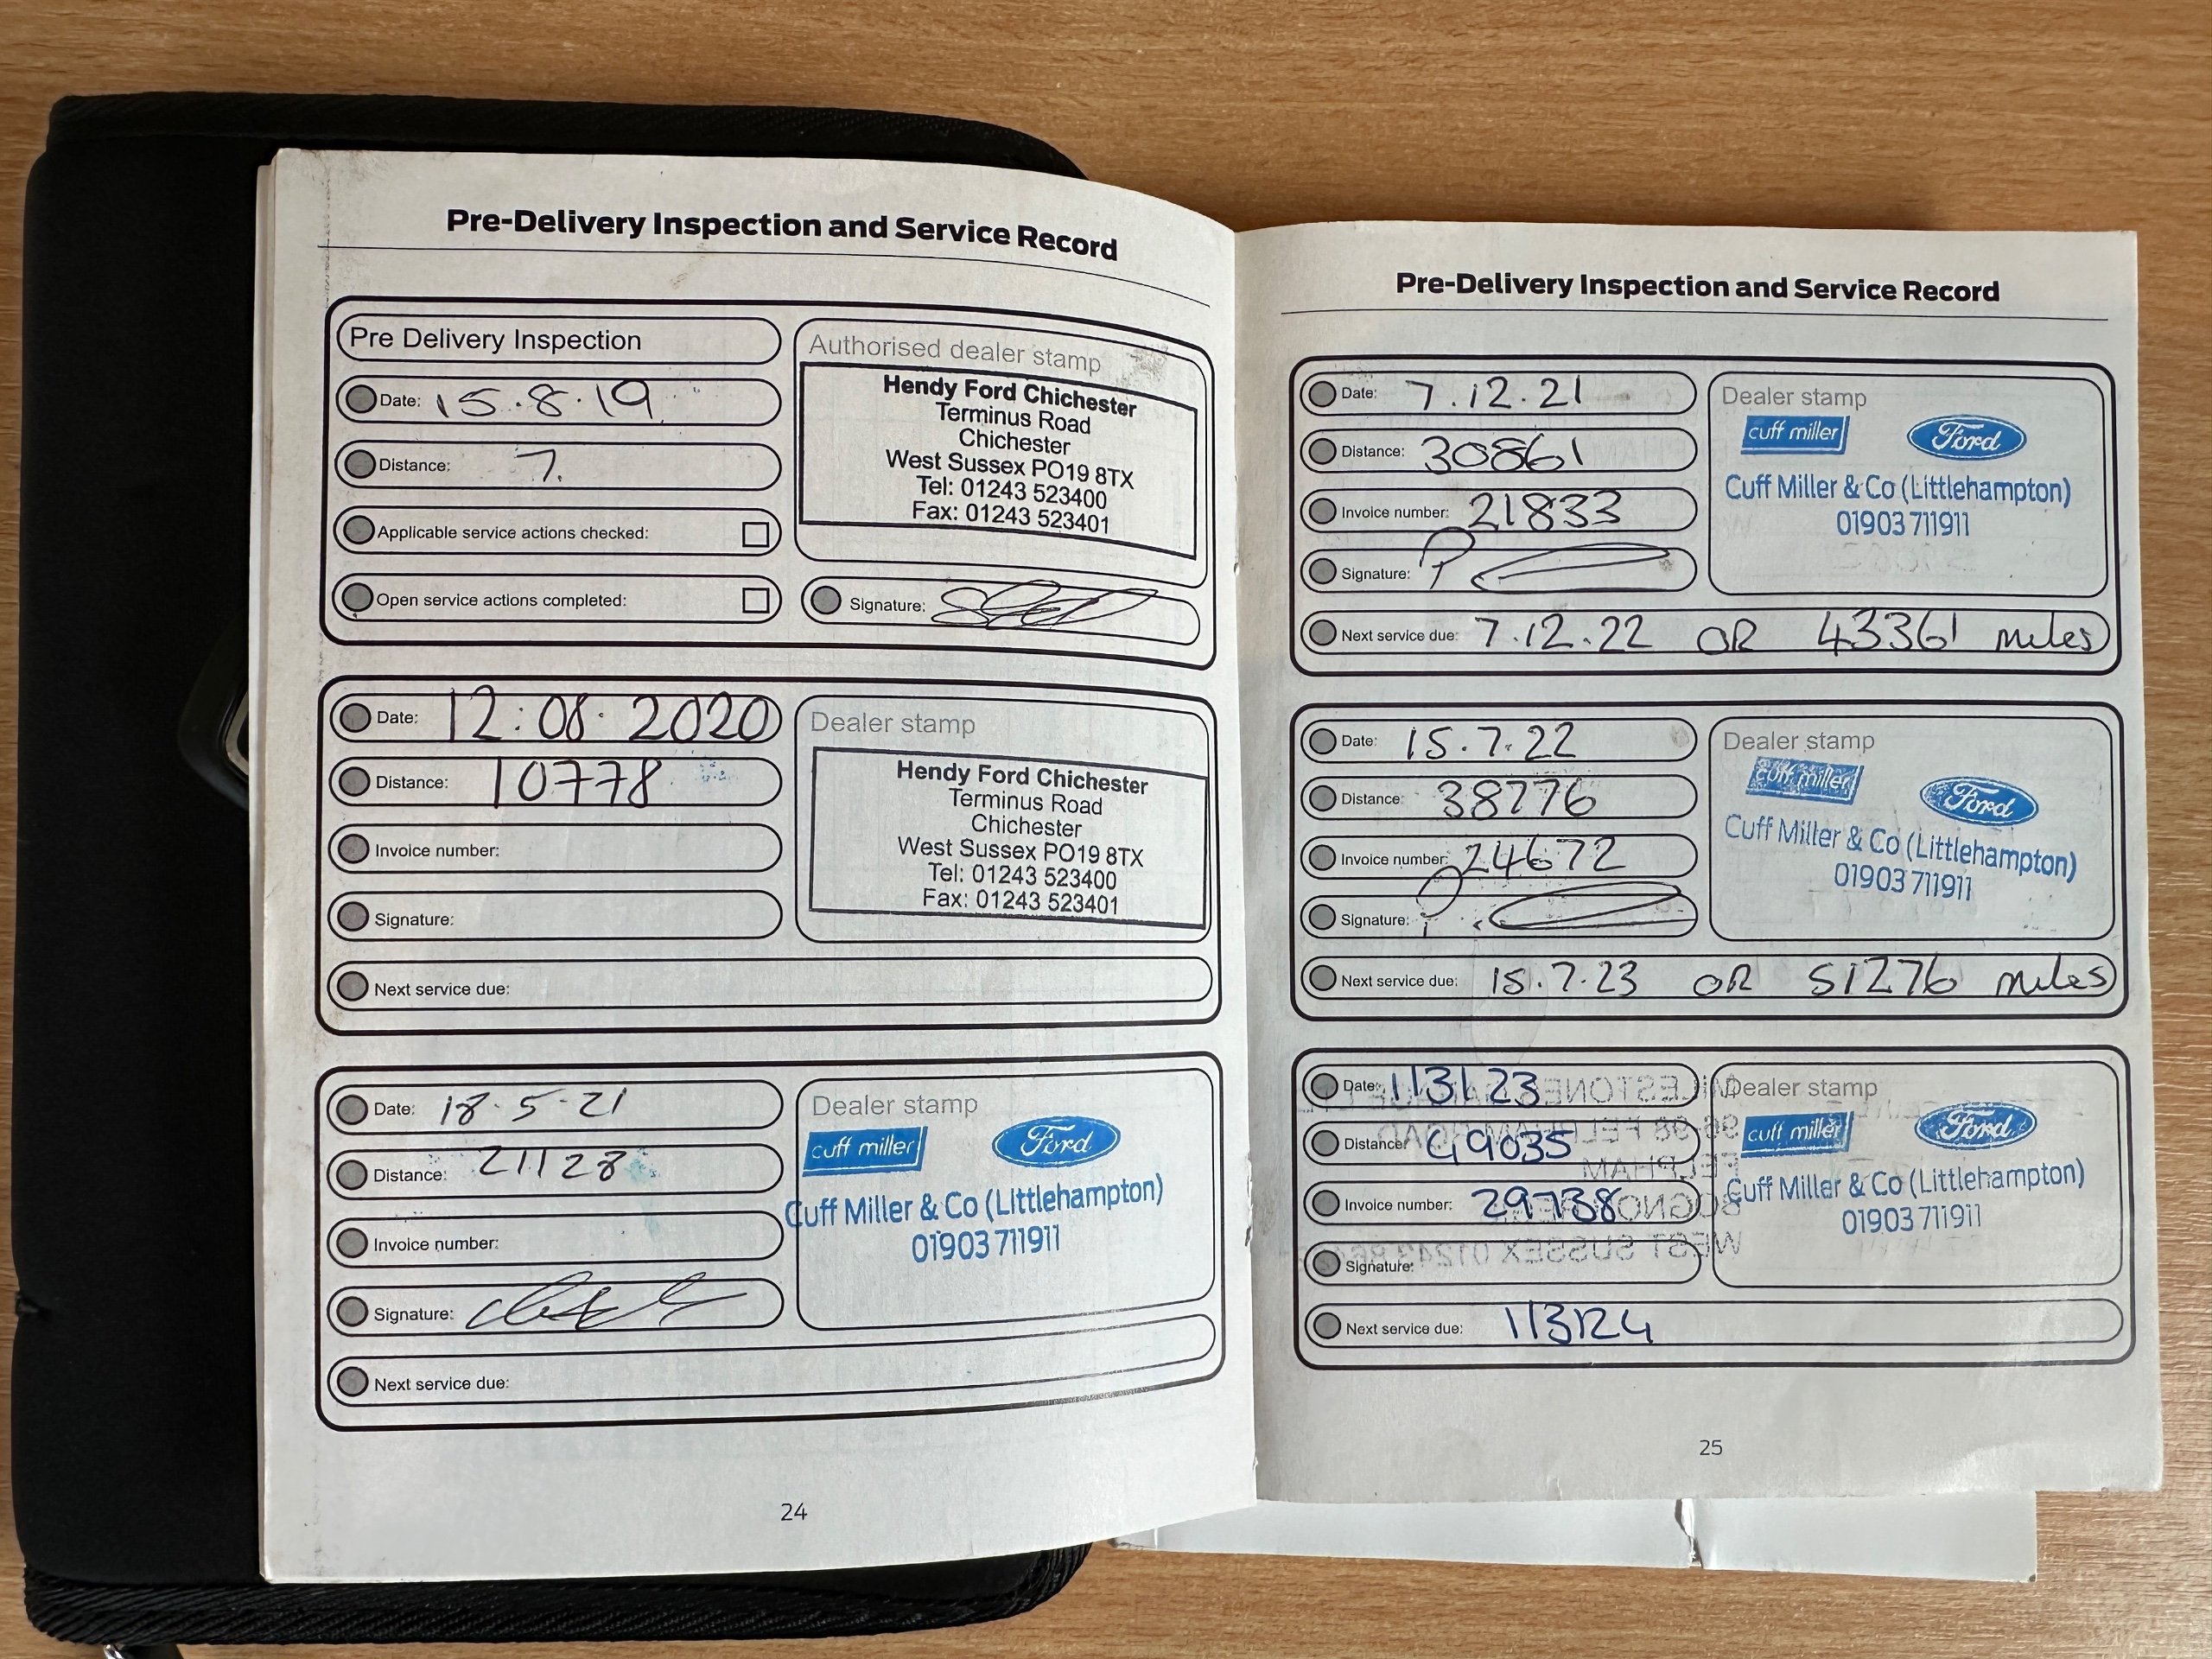 Pre-Delivery Inspection and Service Record
Pre Delivery Inspection
Date: 15.8.19
Distance: 7.
Applicable service actions checked:
Open service actions completed:
Authorised dealer stamp
Hendy Ford Chichester
Terminus Road
Chichester
West Sussex PO19 8TX
Tel: 01243 523400
Fax: 01243 523401
Signature:
Date: 12:08.2020
Distance: 10778
Invoice number:
Signature:
Next service due:
Dealer stamp
Hendy Ford Chichester
Terminus Road
Chichester
West Sussex PO19 8TX
Tel: 01243 523400
Fax: 01243 523401
Date: 18.5.21
Distance: 21128
Invoice number:
Signature:
Next service due:
Dealer stamp
cuff miller Ford
Cuff Miller & Co (Littlehampton)
01903 711911
24
Pre-Delivery Inspection and Service Record
Date: 7.12.21
Distance: 30861
Invoice number: 21833
Signature:
Next service due: 7.12.22 OR 43361 miles
Dealer stamp
cuff miller Ford
Cuff Miller & Co (Littlehampton)
01903 711911
Date: 15.7.22
Distance: 38776
Invoice number: 24672
Signature:
Next service due: 15.7.23 OR 51276 miles
Dealer stamp
cuff miller Ford
Cuff Miller & Co (Littlehampton)
01903 711911
Date: 1/3/23
Distance: 49035
Invoice number: 29738
Signature:
Next service due: 1/3/24
Dealer stamp
cuff miller Ford
Cuff Miller & Co (Littlehampton)
01903 711911
25